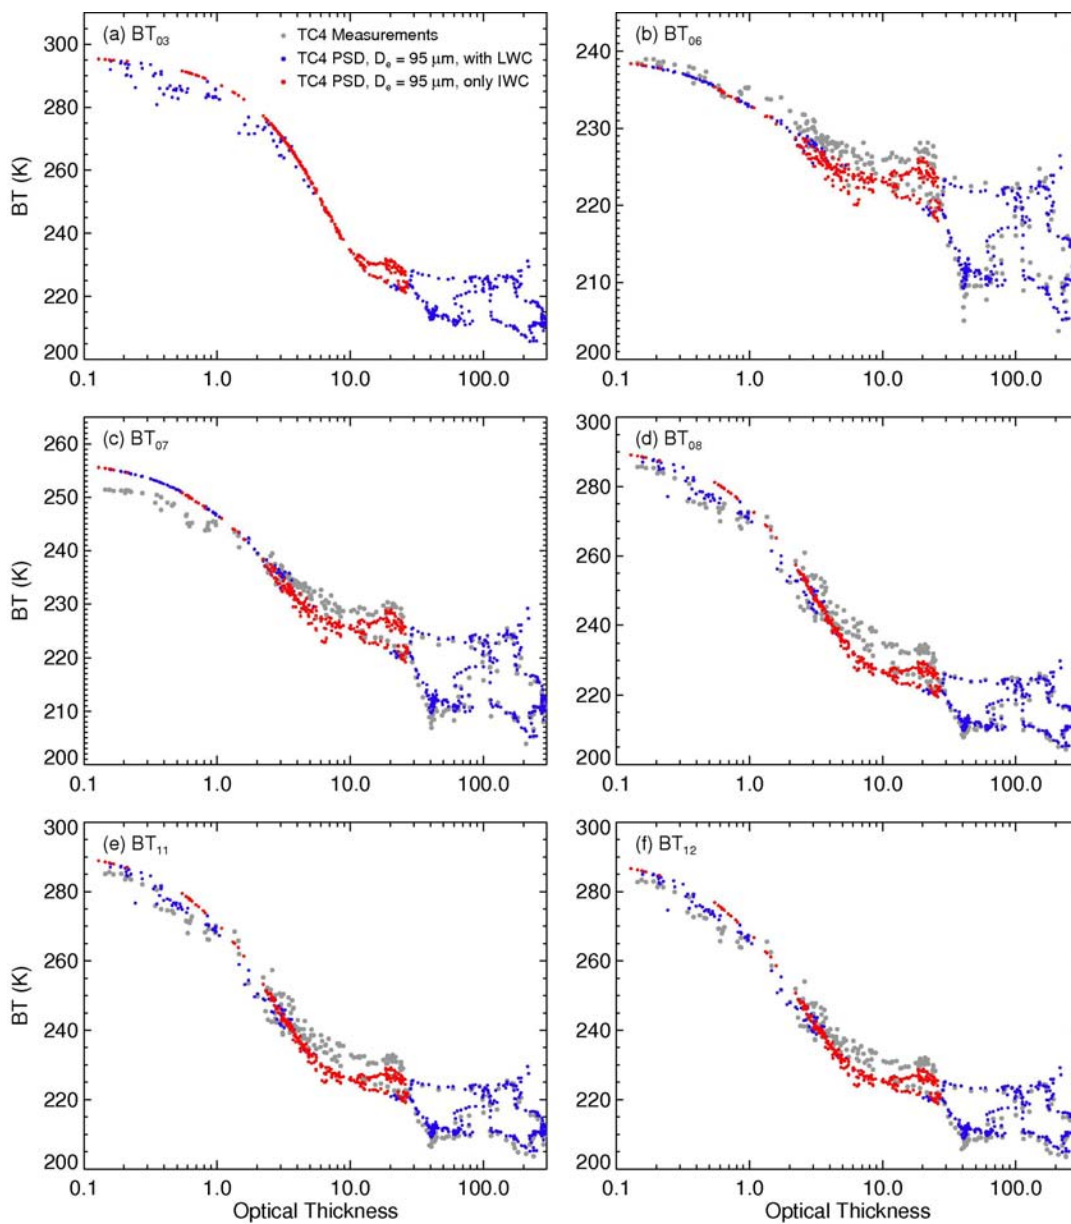 (a) BT03
TC4 Measurements
TC4 PSD, De = 95 μm, with LWC
TC4 PSD, De = 95 μm, only IWC
300
280
260
240
220
200
BT (K)
0.1 1.0 10.0 100.0
(b) BT06
240
230
220
210
200
0.1 1.0 10.0 100.0
(c) BT07
260
250
240
230
220
210
200
BT (K)
0.1 1.0 10.0 100.0
(d) BT08
300
280
260
240
220
200
0.1 1.0 10.0 100.0
(e) BT11
300
280
260
240
220
200
BT (K)
0.1 1.0 10.0 100.0
Optical Thickness
(f) BT12
300
280
260
240
220
200
0.1 1.0 10.0 100.0
Optical Thickness